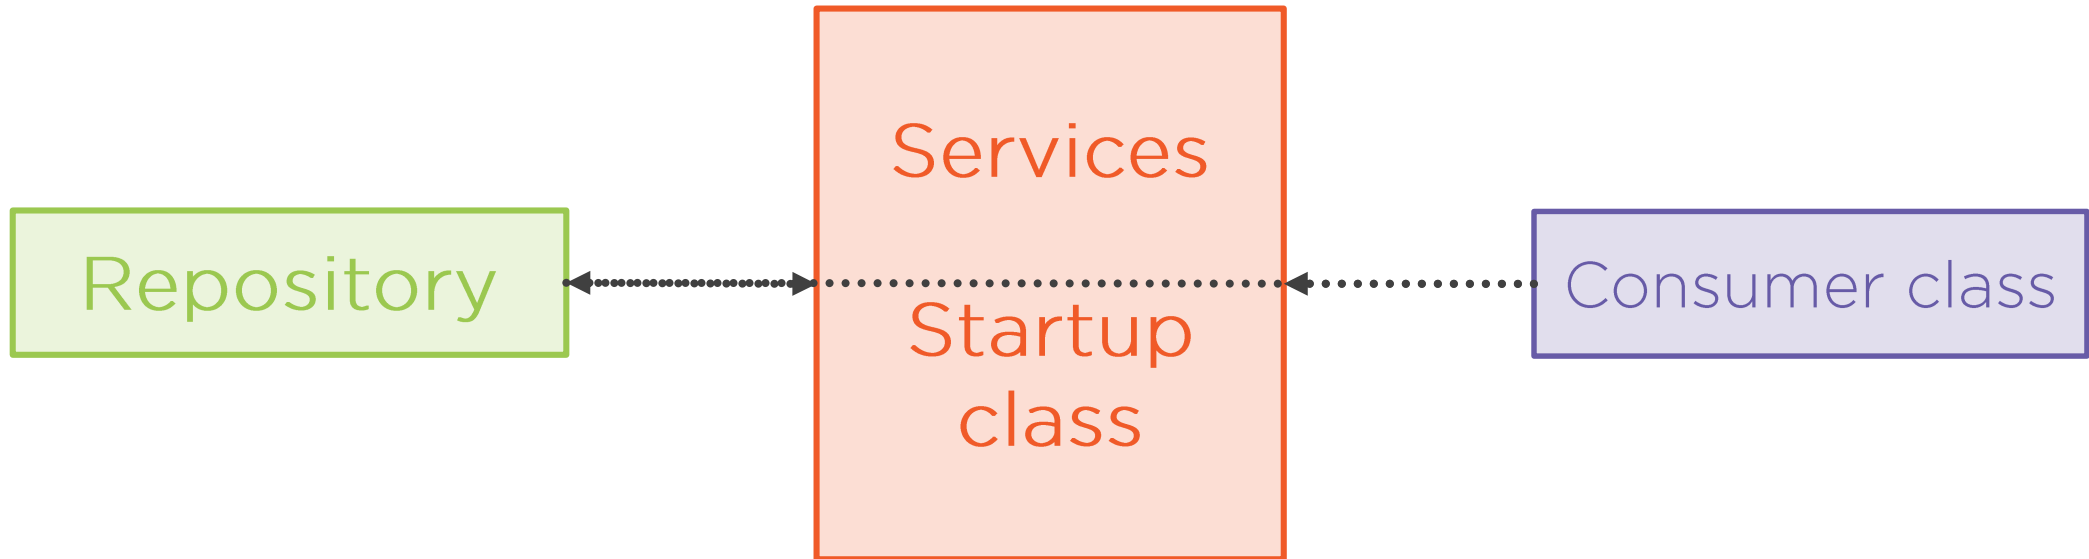 Repository
Services
Startup
class
Consumer class